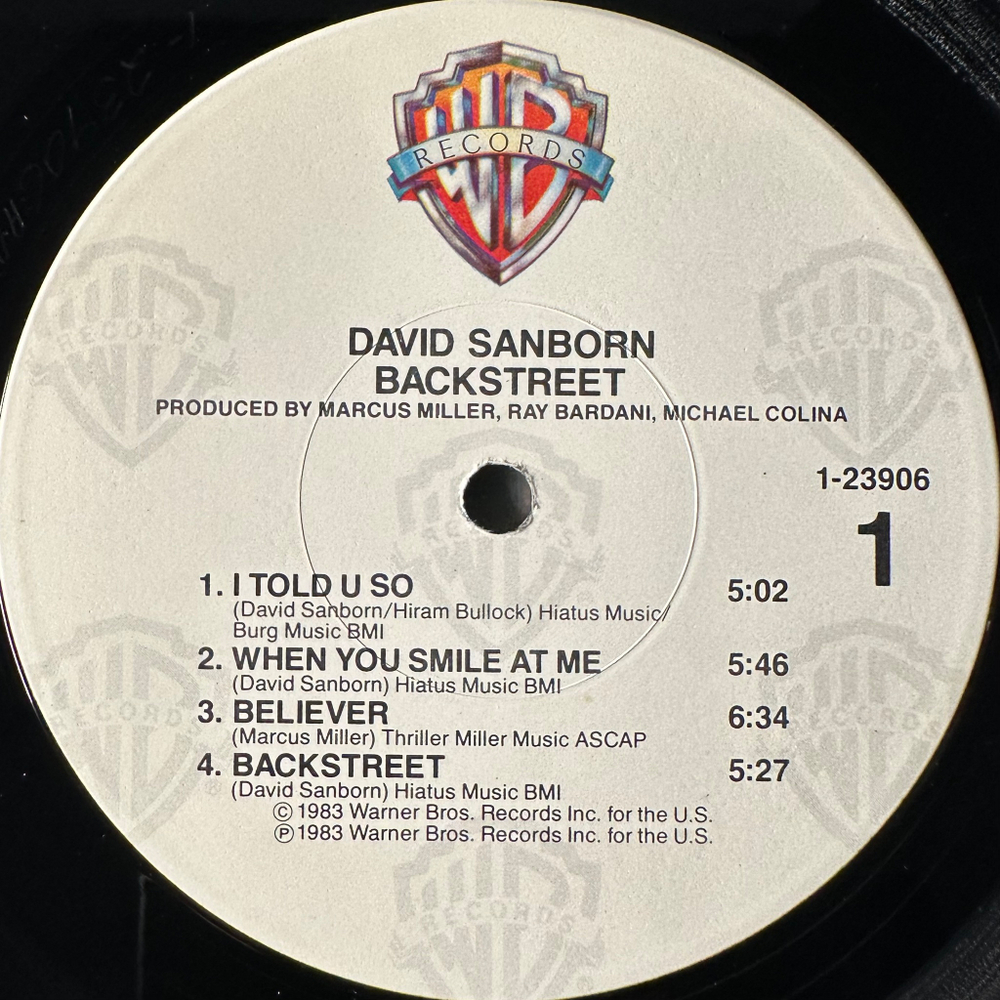 WB
RECORDS
DAVID SANBORN
BACKSTREET
PRODUCED BY MARCUS MILLER, RAY BARDANI, MICHAEL COLINA
1-23906
1
1. I TOLD U SO 5:02
(David Sanborn/Hiram Bullock) Hiatus Music/
Burg Music BMI
2. WHEN YOU SMILE AT ME 5:46
(David Sanborn) Hiatus Music BMI
3. BELIEVER 6:34
(Marcus Miller) Thriller Miller Music ASCAP
4. BACKSTREET 5:27
(David Sanborn) Hiatus Music BMI
Ⓒ 1983 Warner Bros. Records Inc. for the U.S.
Ⓟ 1983 Warner Bros. Records Inc. for the U.S.